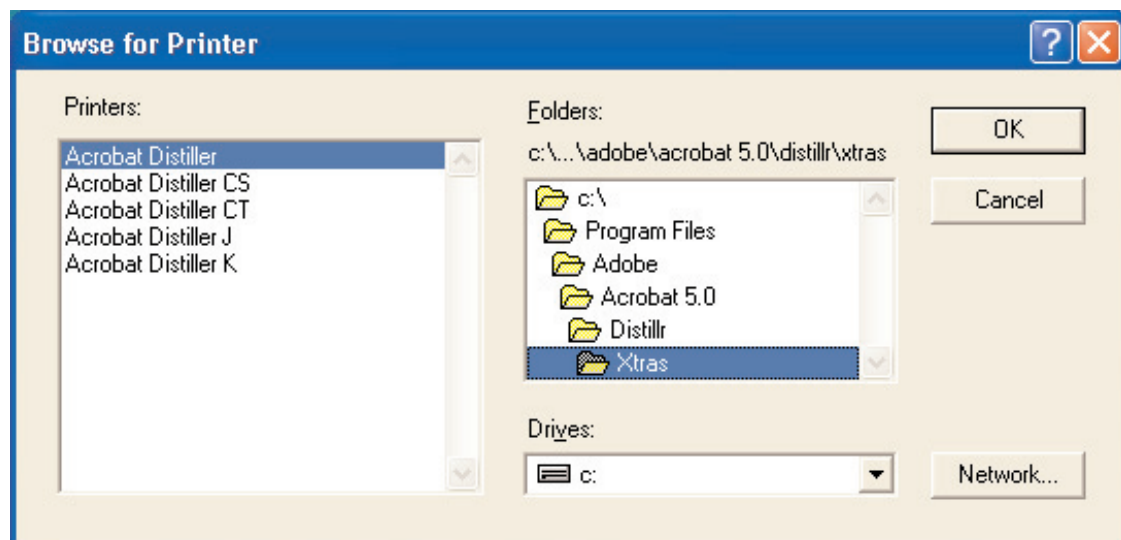 Browse for Printer
Printers:
Acrobat Distiller
Acrobat Distiller CS
Acrobat Distiller CT
Acrobat Distiller J
Acrobat Distiller K
Folders:
c:\...\adobe\acrobat 5.0\distillr\xtras
c:\
Program Files
Adobe
Acrobat 5.0
Distillr
Xtras
Drives:
c:
OK
Cancel
Network...